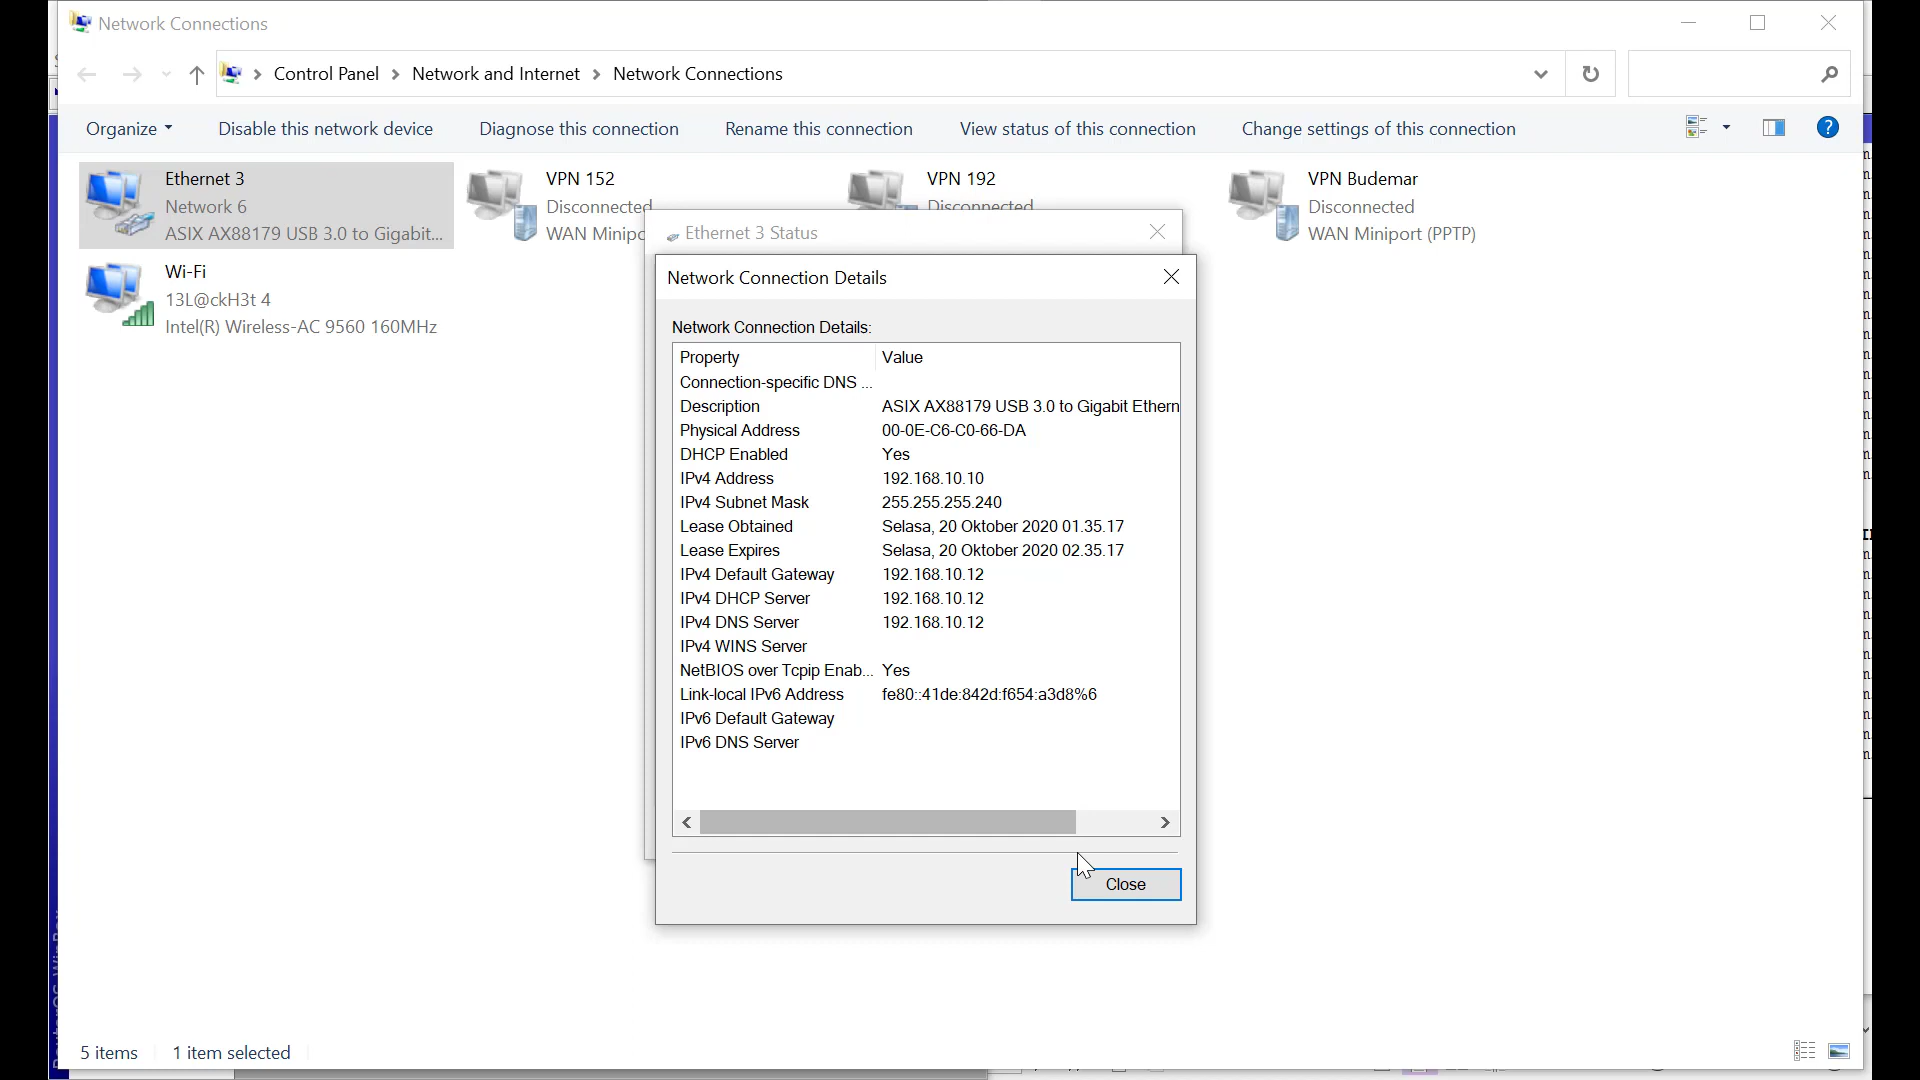 Network Connections
Control Panel > Network and Internet > Network Connections
Organize
Disable this network device
Diagnose this connection
Rename this connection
View status of this connection
Change settings of this connection
Ethernet 3
Network 6
ASIX AX88179 USB 3.0 to Gigabit...
VPN 152
Disconnected
WAN Minipo
VPN 192
Disconnected
VPN Budemar
Disconnected
WAN Miniport (PPTP)
Wi-Fi
13L@ckH3t 4
Intel(R) Wireless-AC 9560 160MHz
Ethernet 3 Status
Network Connection Details
Network Connection Details:
Property Value
Connection-specific DNS ...
Description ASIX AX88179 USB 3.0 to Gigabit Ethern
Physical Address 00-0E-C6-C0-66-DA
DHCP Enabled Yes
IPv4 Address 192.168.10.10
IPv4 Subnet Mask 255.255.255.240
Lease Obtained Selasa, 20 Oktober 2020 01.35.17
Lease Expires Selasa, 20 Oktober 2020 02.35.17
IPv4 Default Gateway 192.168.10.12
IPv4 DHCP Server 192.168.10.12
IPv4 DNS Server 192.168.10.12
IPv4 WINS Server
NetBIOS over Tcpip Enab... Yes
Link-local IPv6 Address fe80::41de:842d:f654:a3d8%6
IPv6 Default Gateway
IPv6 DNS Server
Close
5 items
1 item selected